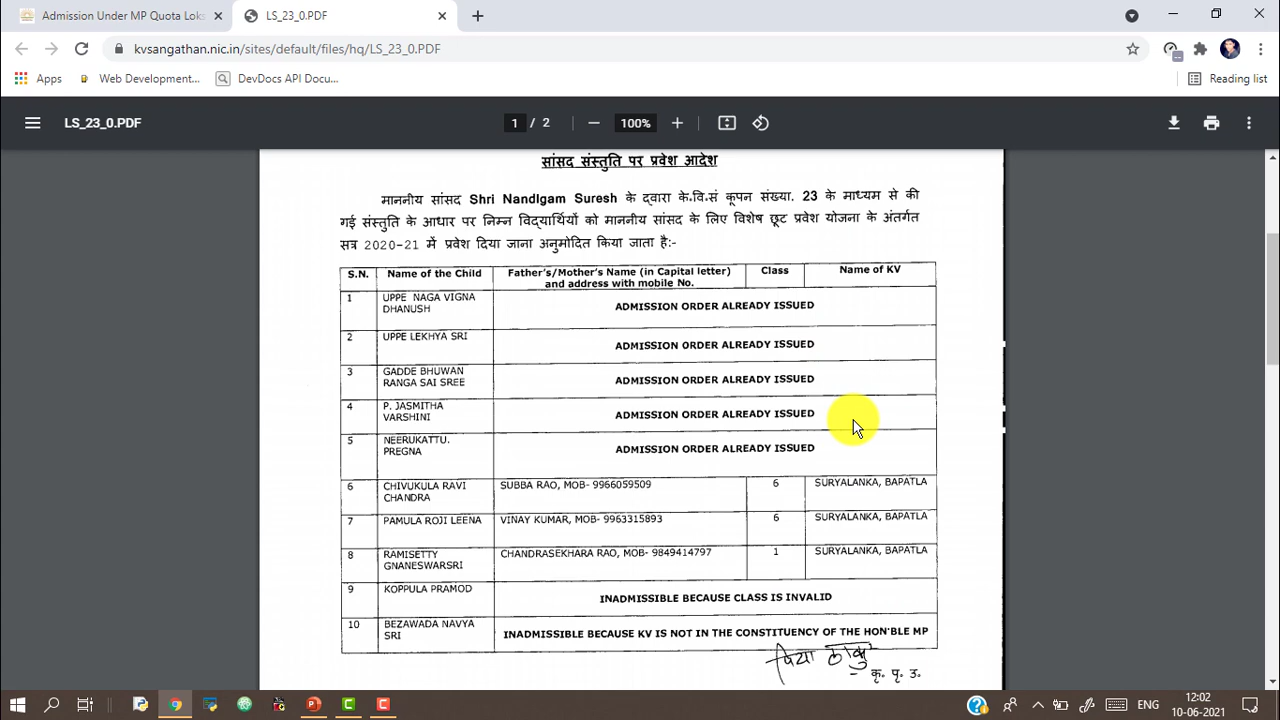 Admission Under MP Quota Loks
LS_23_0.PDF
kvsangathan.nic.in/sites/default/files/hq/LS_23_0.PDF
Apps
Web Development...
DevDocs API Docu...
Reading list
LS_23_0.PDF
1 / 2
100%
सांसद संस्तुति पर प्रवेश आदेश
माननीय सांसद Shri Nandigam Suresh के द्वारा के.वि.सं कूपन संख्या. 23 के माध्यम से की
गई संस्तुति के आधार पर निम्न विद्यार्थियों को माननीय सांसद के लिए विशेष छूट प्रवेश योजना के अंतर्गत
सत्र 2020-21 में प्रवेश दिया जाना अनुमोदित किया जाता है:-
S.N. Name of the Child Father's/Mother's Name (in Capital letter) Class Name of KV
and address with mobile No.
1 UPPE NAGA VIGNA ADMISSION ORDER ALREADY ISSUED
DHANUSH
2 UPPE LEKHYA SRI ADMISSION ORDER ALREADY ISSUED
3 GADDE BHUWAN ADMISSION ORDER ALREADY ISSUED
RANGA SAI SREE
4 P. JASMITHA ADMISSION ORDER ALREADY ISSUED
VARSHINI
5 NEERUKATTU. ADMISSION ORDER ALREADY ISSUED
PREGNA
6 CHIVUKULA RAVI SUBBA RAO, MOB- 9966059509 6 SURYALANKA, BAPATLA
CHANDRA
7 PAMULA ROJI LEENA VINAY KUMAR, MOB- 9963315893 6 SURYALANKA, BAPATLA
8 RAMISETTY CHANDRASEKHARA RAO, MOB- 9849414797 1 SURYALANKA, BAPATLA
GNANESWARSRI
9 KOPPULA PRAMOD INADMISSIBLE BECAUSE CLASS IS INVALID
10 BEZAWADA NAVYA INADMISSIBLE BECAUSE KV IS NOT IN THE CONSTITUENCY OF THE HON'BLE MP
SRI
कृ. पृ. उ.
ENG
12:02
10-06-2021